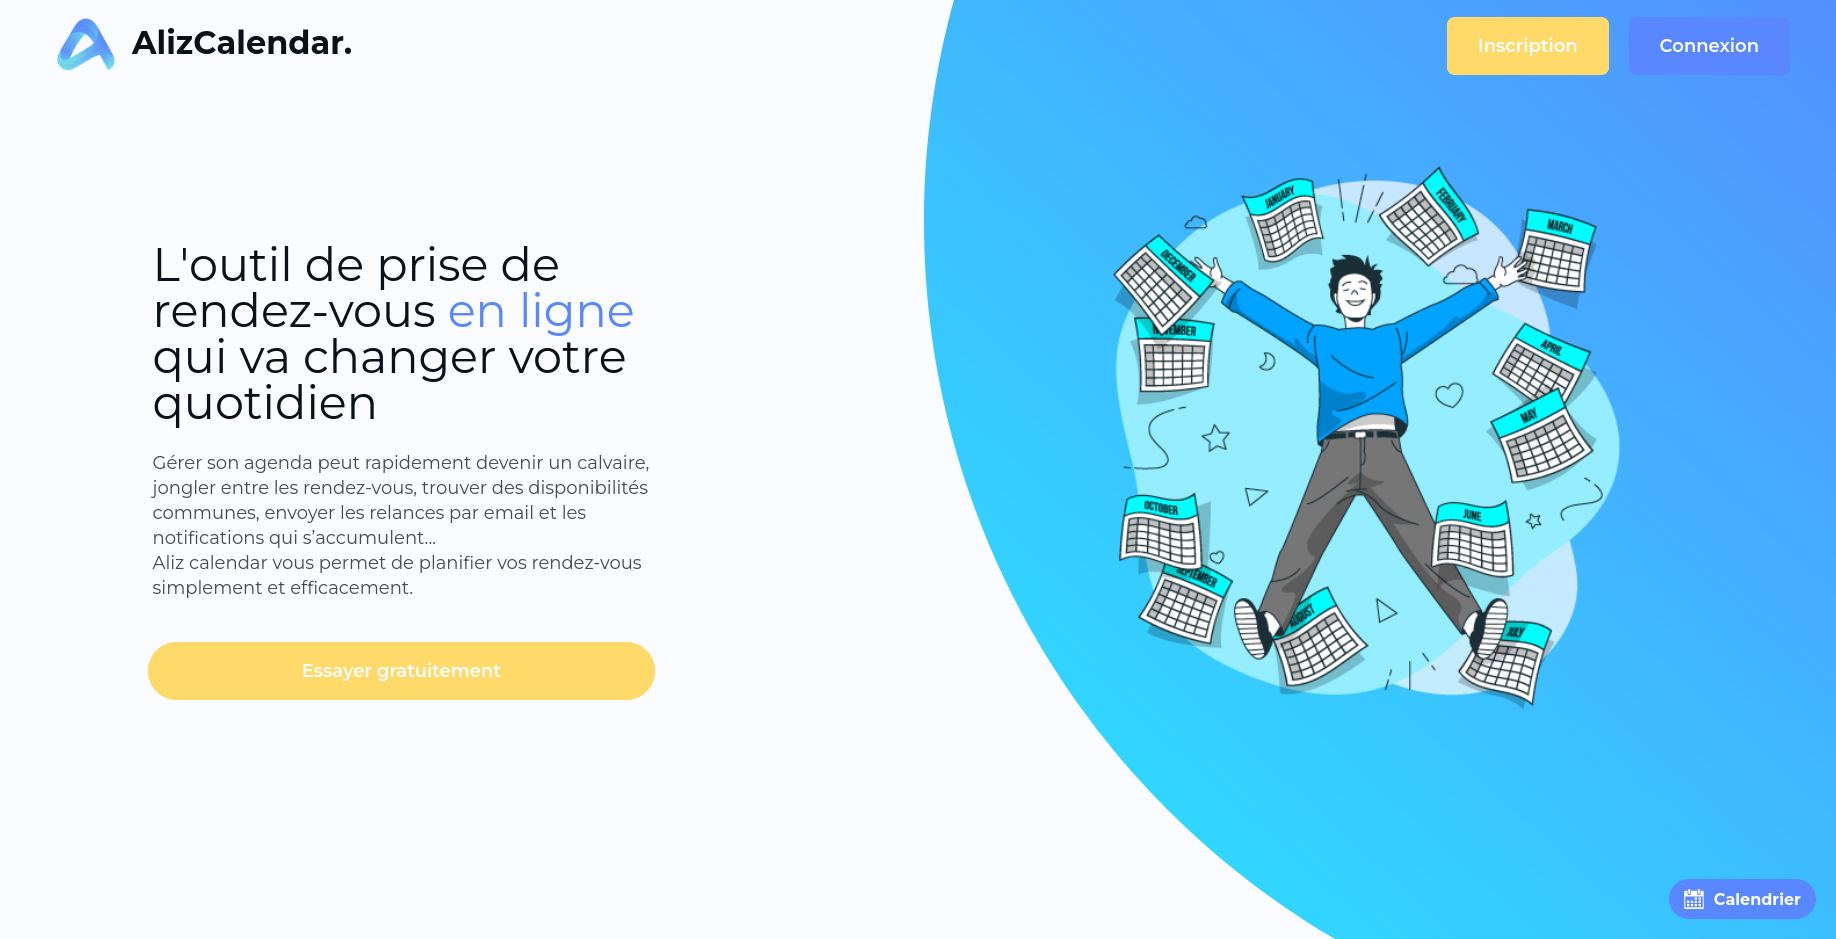 AlizCalendar.
Inscription
Connexion
L'outil de prise de
rendez-vous en ligne
qui va changer votre
quotidien
Gérer son agenda peut rapidement devenir un calvaire,
jongler entre les rendez-vous, trouver des disponibilités
communes, envoyer les relances par email et les
notifications qui s’accumulent...
Aliz calendar vous permet de planifier vos rendez-vous
simplement et efficacement.
Essayer gratuitement
JANUARY
FEBRUARY
MARCH
DECEMBER
NOVEMBER
APRIL
MAY
OCTOBER
JUNE
SEPTEMBER
AUGUST
JULY
Calendrier